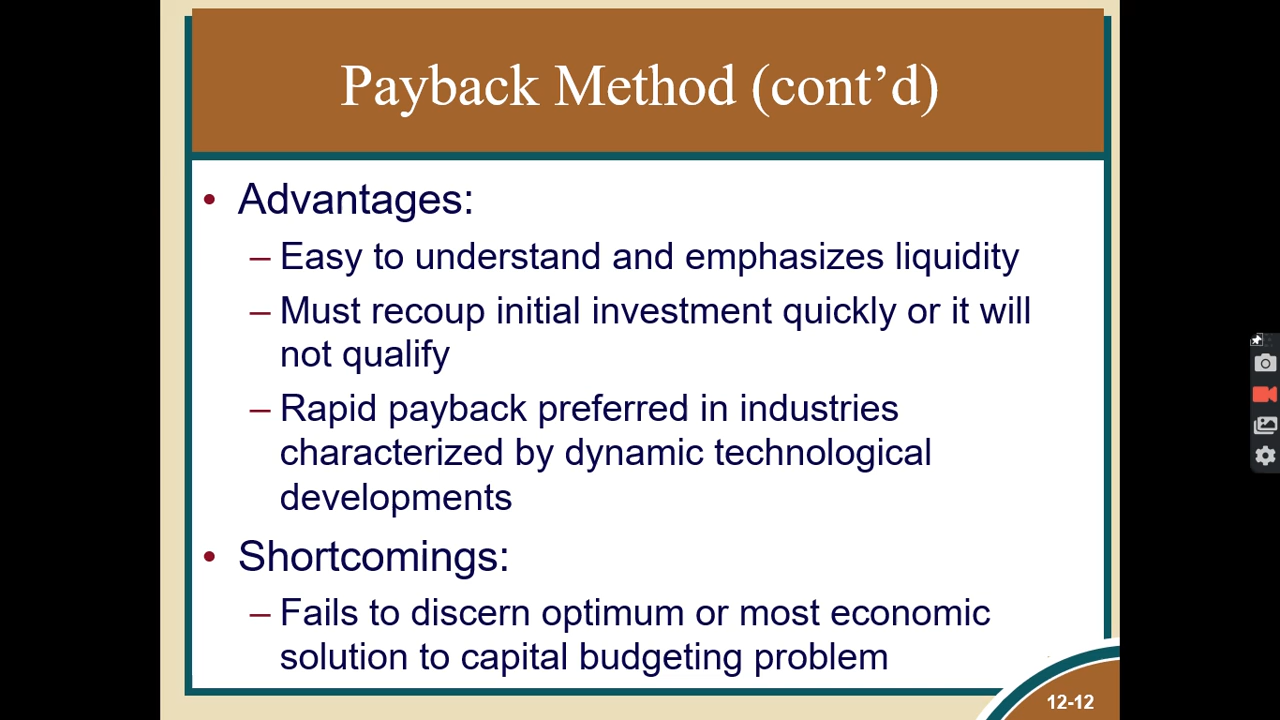 Payback Method (cont’d)
• Advantages:
– Easy to understand and emphasizes liquidity
– Must recoup initial investment quickly or it will
not qualify
– Rapid payback preferred in industries
characterized by dynamic technological
developments
• Shortcomings:
– Fails to discern optimum or most economic
solution to capital budgeting problem
12-12